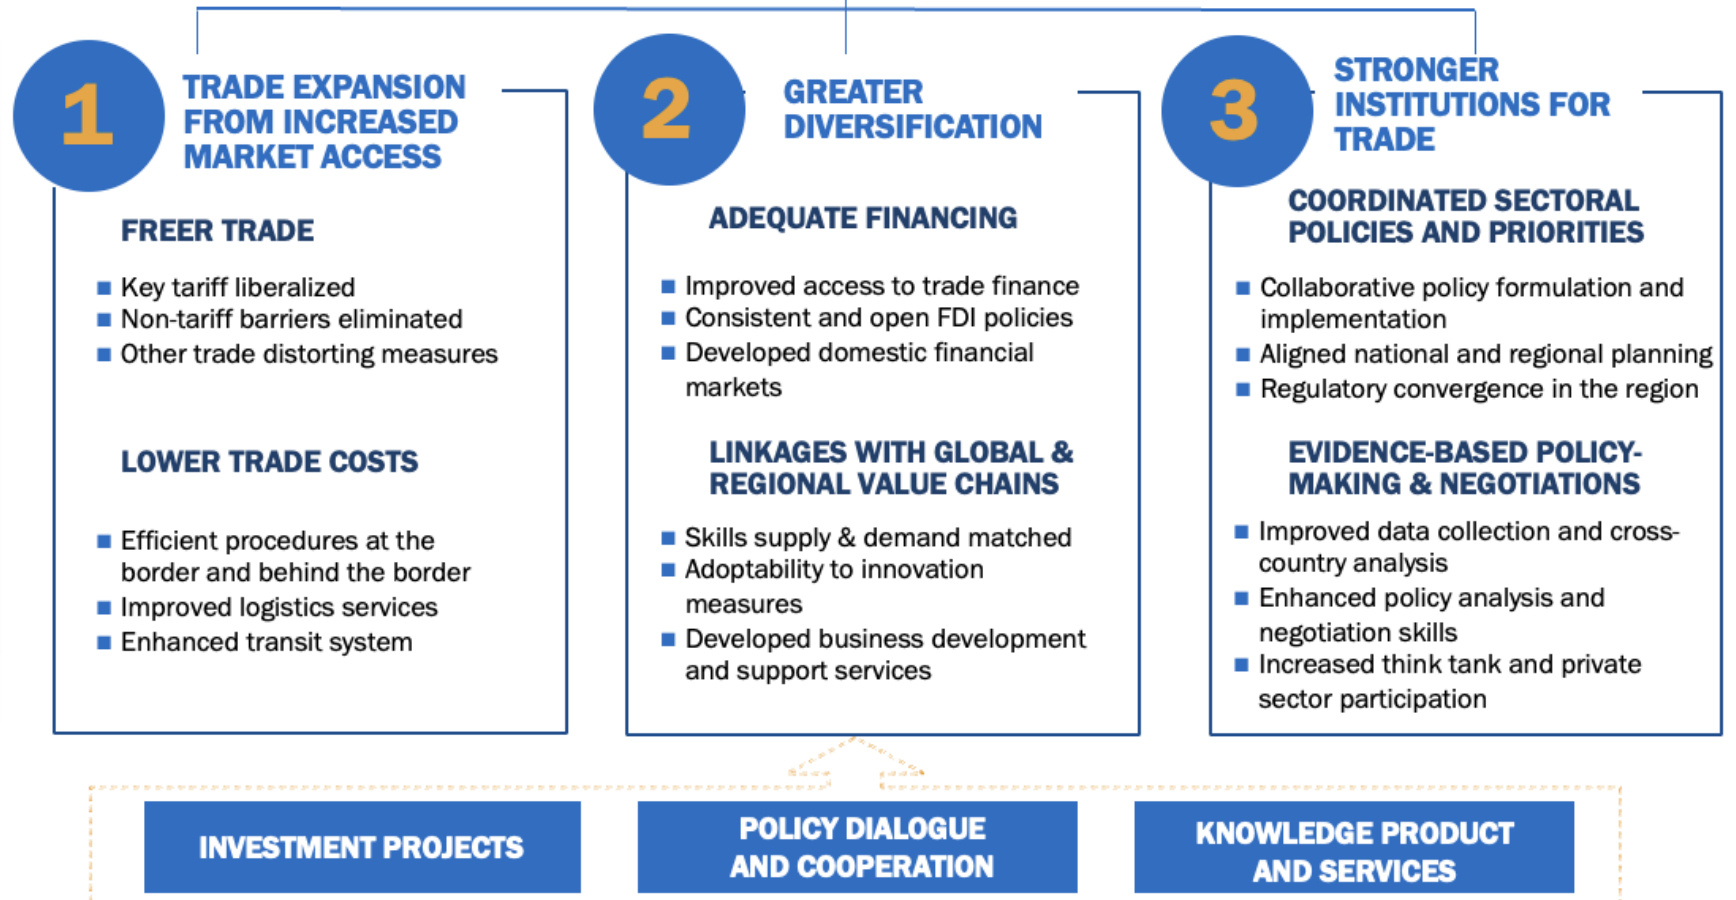 1
TRADE EXPANSION
FROM INCREASED
MARKET ACCESS
FREER TRADE
Key tariff liberalized
Non-tariff barriers eliminated
Other trade distorting measures
LOWER TRADE COSTS
Efficient procedures at the
border and behind the border
Improved logistics services
Enhanced transit system
2
GREATER
DIVERSIFICATION
ADEQUATE FINANCING
Improved access to trade finance
Consistent and open FDI policies
Developed domestic financial
markets
LINKAGES WITH GLOBAL &
REGIONAL VALUE CHAINS
Skills supply & demand matched
Adoptability to innovation
measures
Developed business development
and support services
3
STRONGER
INSTITUTIONS FOR
TRADE
COORDINATED SECTORAL
POLICIES AND PRIORITIES
Collaborative policy formulation and
implementation
Aligned national and regional planning
Regulatory convergence in the region
EVIDENCE-BASED POLICY-
MAKING & NEGOTIATIONS
Improved data collection and cross-
country analysis
Enhanced policy analysis and
negotiation skills
Increased think tank and private
sector participation
INVESTMENT PROJECTS
POLICY DIALOGUE
AND COOPERATION
KNOWLEDGE PRODUCT
AND SERVICES